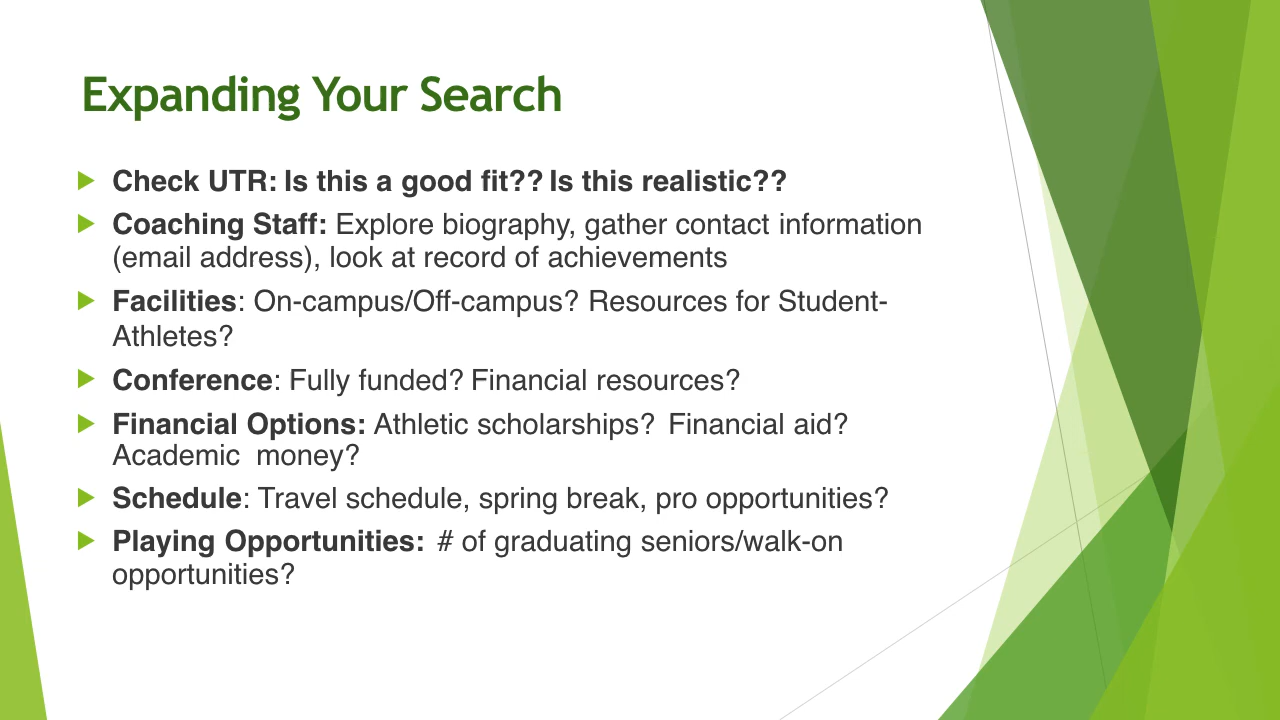 Expanding Your Search
Check UTR: Is this a good fit?? Is this realistic??
Coaching Staff: Explore biography, gather contact information
(email address), look at record of achievements
Facilities: On-campus/Off-campus? Resources for Student-
Athletes?
Conference: Fully funded? Financial resources?
Financial Options: Athletic scholarships?  Financial aid?
Academic  money?
Schedule: Travel schedule, spring break, pro opportunities?
Playing Opportunities:  # of graduating seniors/walk-on
opportunities?